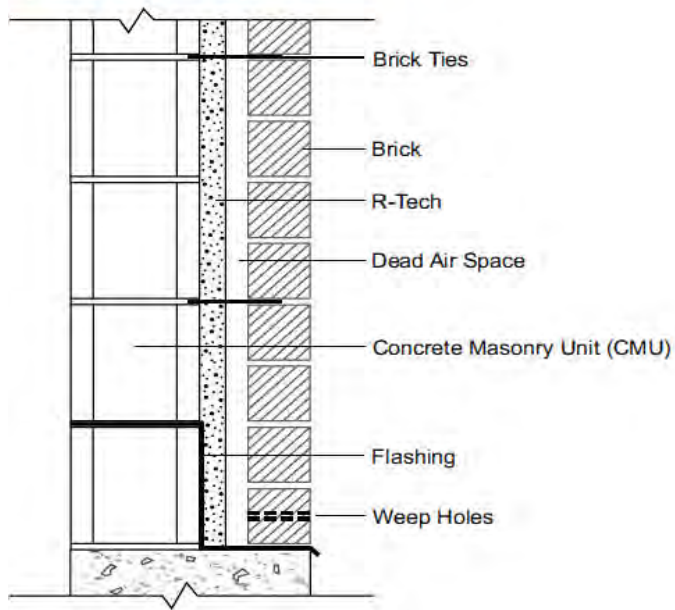 Brick Ties
Brick
R-Tech
Dead Air Space
Concrete Masonry Unit (CMU)
Flashing
Weep Holes